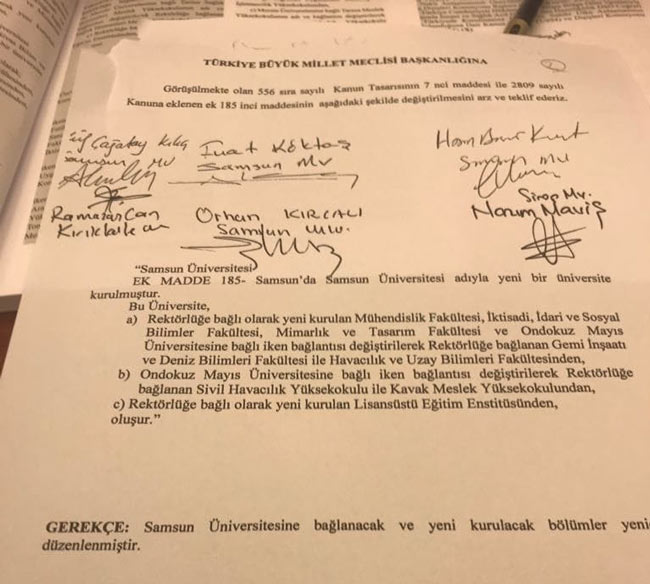 TÜRKİYE BÜYÜK MİLLET MECLİSİ BAŞKANLIĞINA
Görüşülmekte olan 556 sıra sayılı Kanun Tasarısının 7 nci maddesi ile 2809 sayılı
Kanuna eklenen ek 185 inci maddesinin aşağıdaki şekilde değiştirilmesini arz ve teklif ederiz.
Çağatay Kılıç
Samsun MV
Fuat Köktaş
Samsun MV
Kurt
MV
Ramazan Can
Kırıkkale
Orhan KIRCALI
Samsun
Sinop Mv.
Nazım Maviş
"Samsun Üniversitesi
EK MADDE 185- Samsun'da Samsun Üniversitesi adıyla yeni bir üniversite
kurulmuştur.
Bu Üniversite,
a) Rektörlüğe bağlı olarak yeni kurulan Mühendislik Fakültesi, İktisadi, İdari ve Sosyal
Bilimler Fakültesi, Mimarlık ve Tasarım Fakültesi ve Ondokuz Mayıs
Üniversitesine bağlı iken bağlantısı değiştirilerek Rektörlüğe bağlanan Gemi İnşaatı
ve Deniz Bilimleri Fakültesi ile Havacılık ve Uzay Bilimleri Fakültesinden,
b) Ondokuz Mayıs Üniversitesine bağlı iken bağlantısı değiştirilerek Rektörlüğe
bağlanan Sivil Havacılık Yüksekokulu ile Kavak Meslek Yüksekokulundan,
c) Rektörlüğe bağlı olarak yeni kurulan Lisansüstü Eğitim Enstitüsünden,
oluşur."
GEREKÇE: Samsun Üniversitesine bağlanacak ve yeni kurulacak bölümler yeni
düzenlenmiştir.